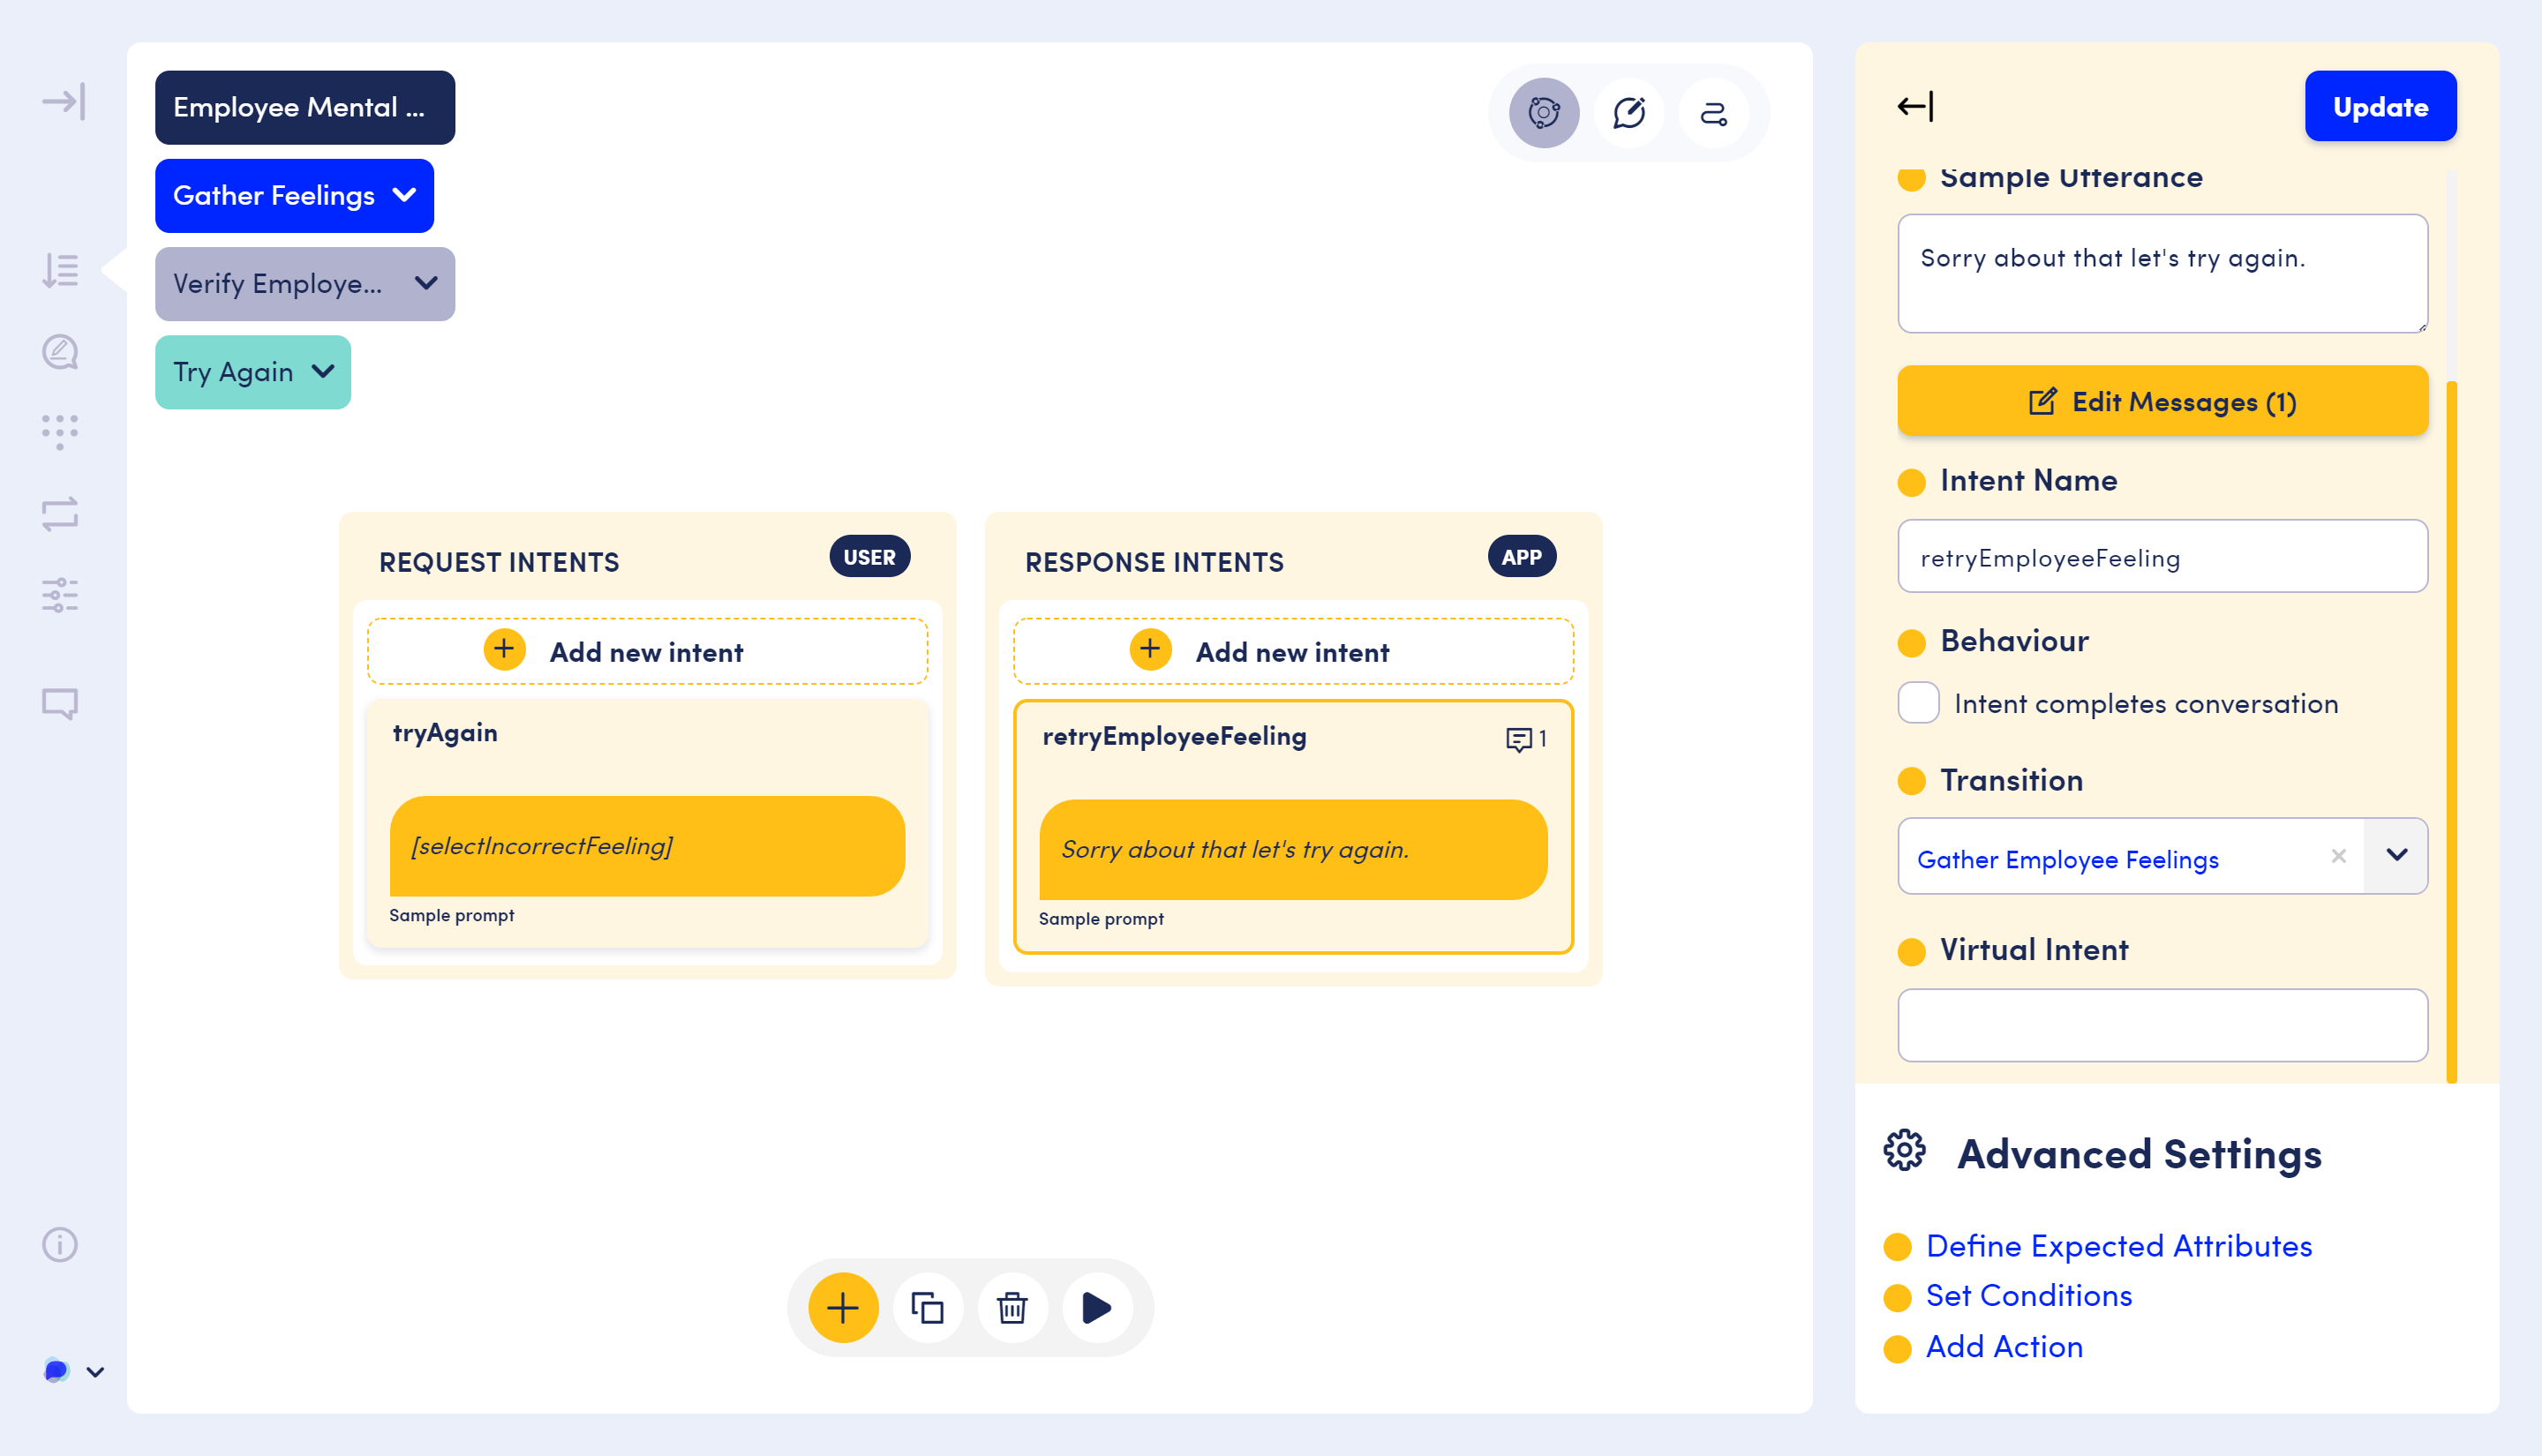 Employee Mental ...
Gather Feelings
Verify Employe...
Try Again
REQUEST INTENTS
USER
Add new intent
tryAgain
[selectIncorrectFeeling]
Sample prompt
RESPONSE INTENTS
APP
Add new intent
retryEmployeeFeeling
1
Sorry about that let's try again.
Sample prompt
Update
Sample Utterance
Sorry about that let's try again.
Edit Messages (1)
Intent Name
retryEmployeeFeeling
Behaviour
Intent completes conversation
Transition
Gather Employee Feelings
Virtual Intent
Advanced Settings
Define Expected Attributes
Set Conditions
Add Action